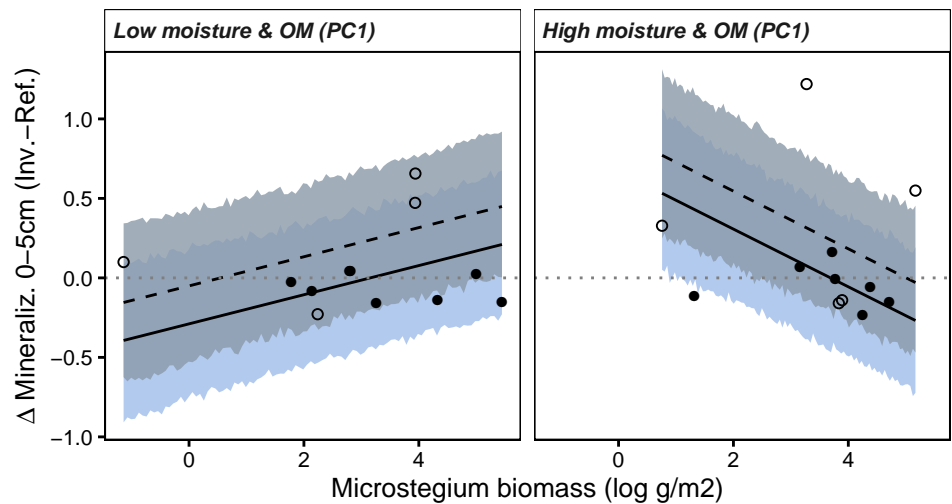 Low moisture & OM (PC1)
High moisture & OM (PC1)
Δ Mineraliz. 0−5cm (Inv.−Ref.)
1.0
0.5
0.0
−0.5
−1.0
0 2 4
0 2 4
Microstegium biomass (log g/m2)